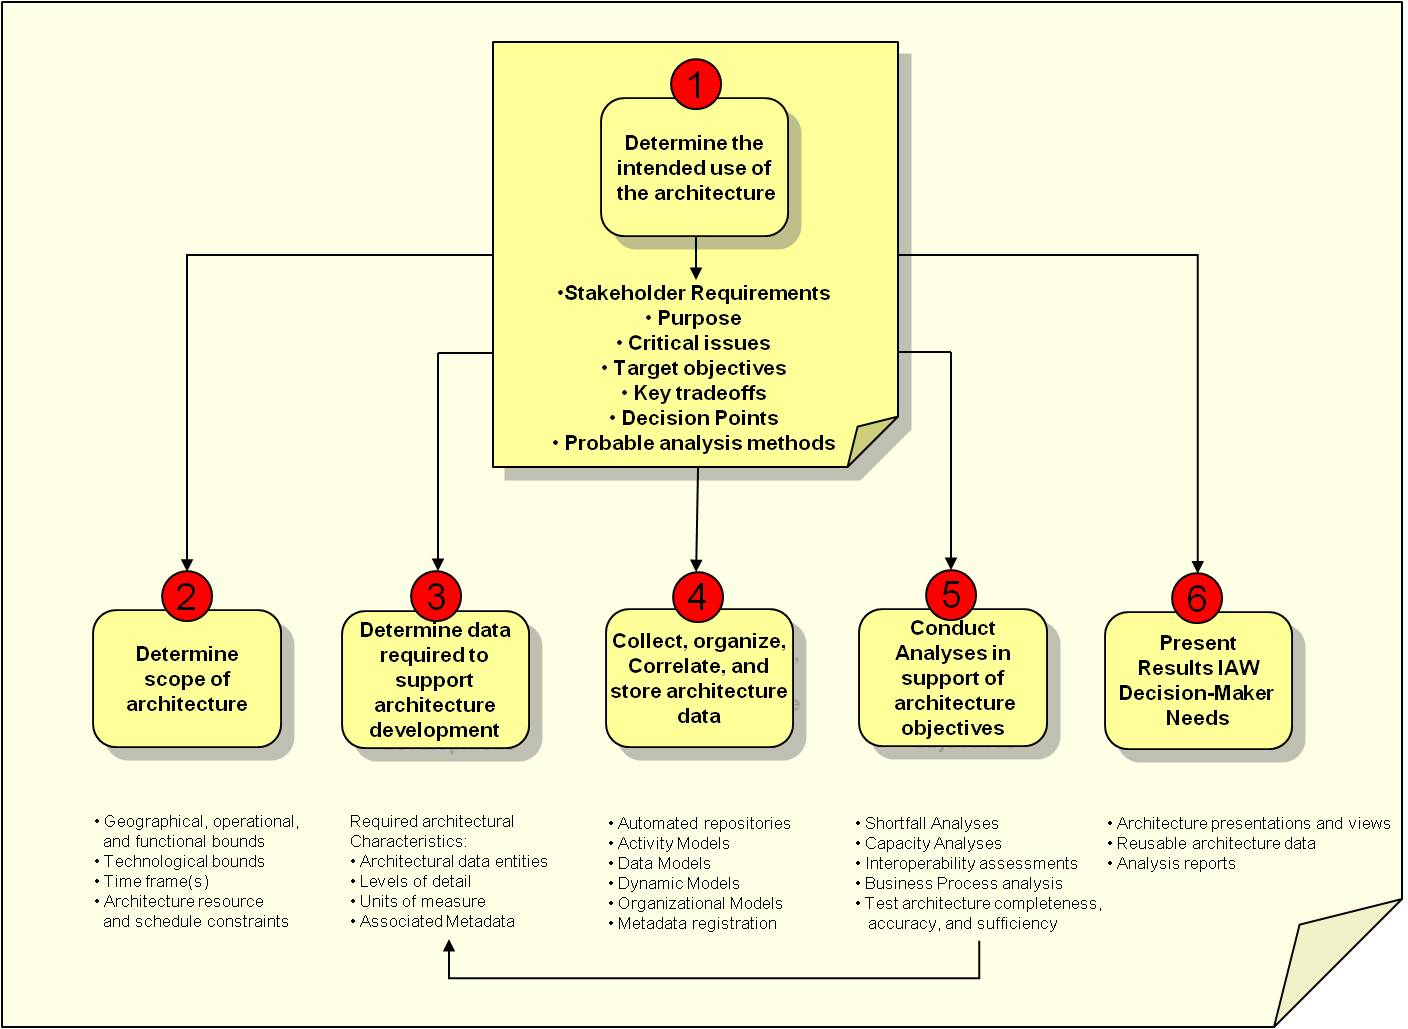 1
Determine the
intended use of
the architecture
•Stakeholder Requirements
• Purpose
• Critical issues
• Target objectives
• Key tradeoffs
• Decision Points
• Probable analysis methods
2
Determine
scope of
architecture
• Geographical, operational,
and functional bounds
• Technological bounds
• Time frame(s)
• Architecture resource
and schedule constraints
3
Determine data
required to
support
architecture
development
Required architectural
Characteristics:
• Architectural data entities
• Levels of detail
• Units of measure
• Associated Metadata
4
Collect, organize,
Correlate, and
store architecture
data
• Automated repositories
• Activity Models
• Data Models
• Dynamic Models
• Organizational Models
• Metadata registration
5
Conduct
Analyses in
support of
architecture
objectives
• Shortfall Analyses
• Capacity Analyses
• Interoperability assessments
• Business Process analysis
• Test architecture completeness,
accuracy, and sufficiency
6
Present
Results IAW
Decision-Maker
Needs
• Architecture presentations and views
• Reusable architecture data
• Analysis reports